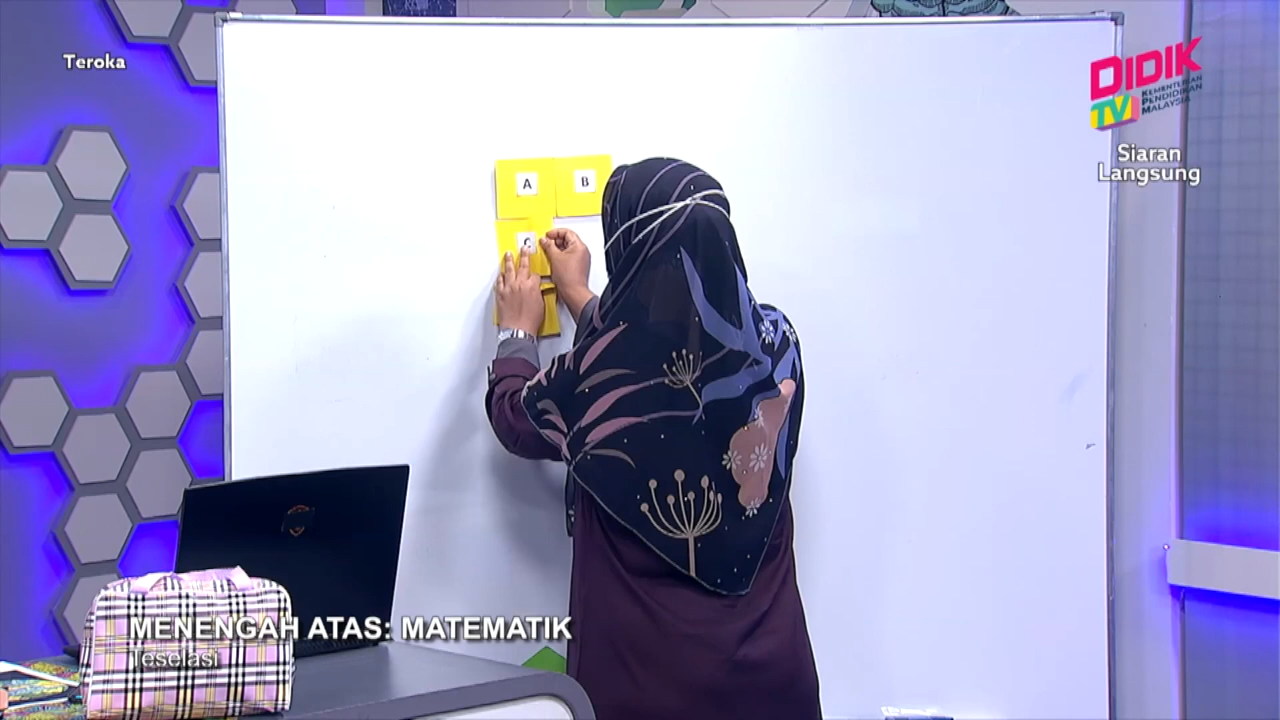 Teroka
DIDIK
TV
KEMENTERIAN
PENDIDIKAN
MALAYSIA
Siaran
Langsung
A
B
C
MENENGAH ATAS: MATEMATIK
Teselasi